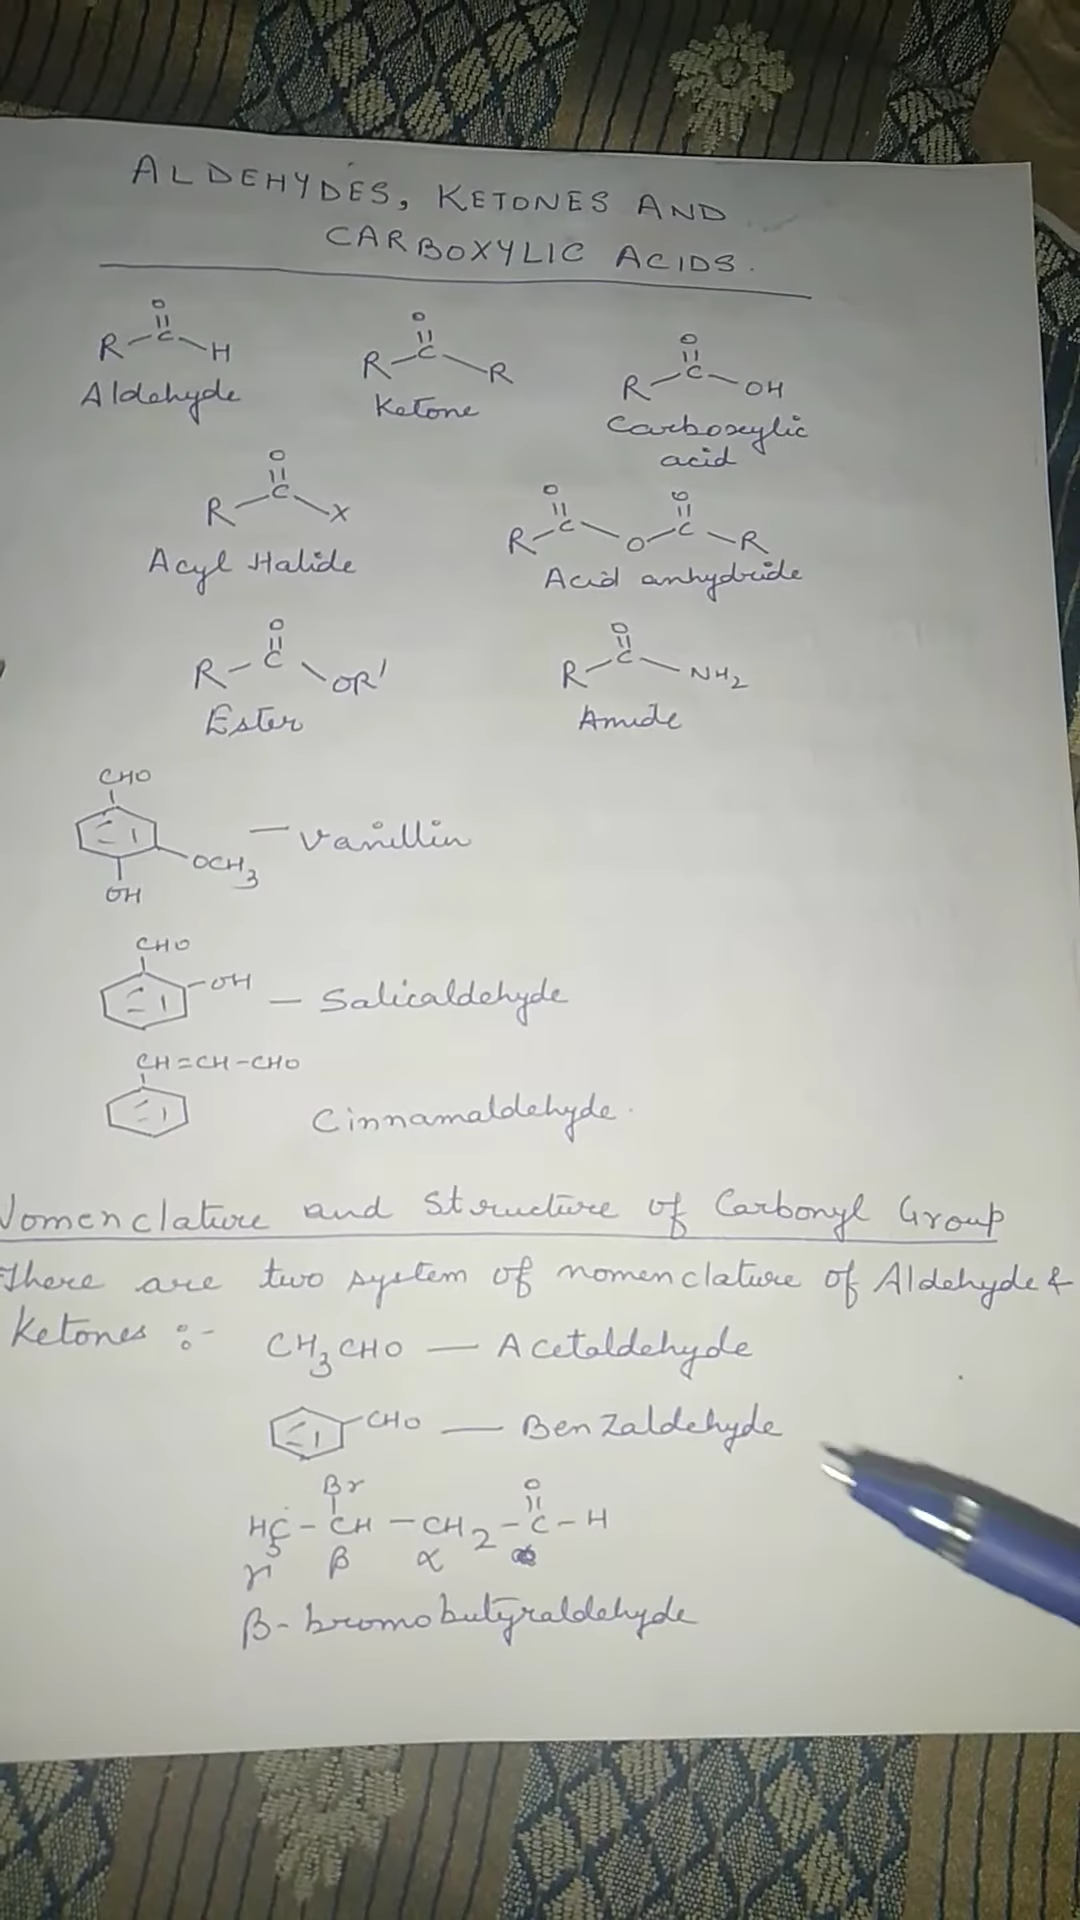 ALDEHYDES, KETONES AND
CARBOXYLIC ACIDS.
O O O
R-C-H R-C-R R-C-OH
Aldehyde Ketone Carboxylic
acid
O O O
R-C-X R-C-O-C-R
Acyl Halide Acid anhydride
O O
R-C-OR' R-C-NH2
Ester Amide
CHO
OCH3 — Vanillin
OH
CHO
OH — Salicaldehyde
CH=CH-CHO
Cinnamaldehyde.
Nomenclature and Structure of Carbonyl Group
There are two system of nomenclature of Aldehyde &
Ketones :- CH3CHO — Acetaldehyde
CHO — BenZaldehyde
Br O
H3C-CH-CH2-C-H
γ β α
β-bromobutyraldehyde